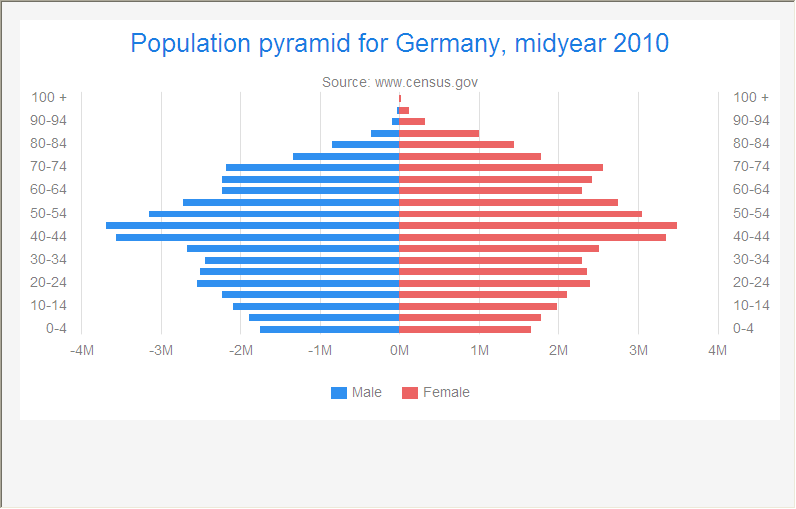 Population pyramid for Germany, midyear 2010
Source: www.census.gov
100 + 100 +
90-94 90-94
80-84 80-84
70-74 70-74
60-64 60-64
50-54 50-54
40-44 40-44
30-34 30-34
20-24 20-24
10-14 10-14
0-4 0-4
-4M -3M -2M -1M 0M 1M 2M 3M 4M
Male Female